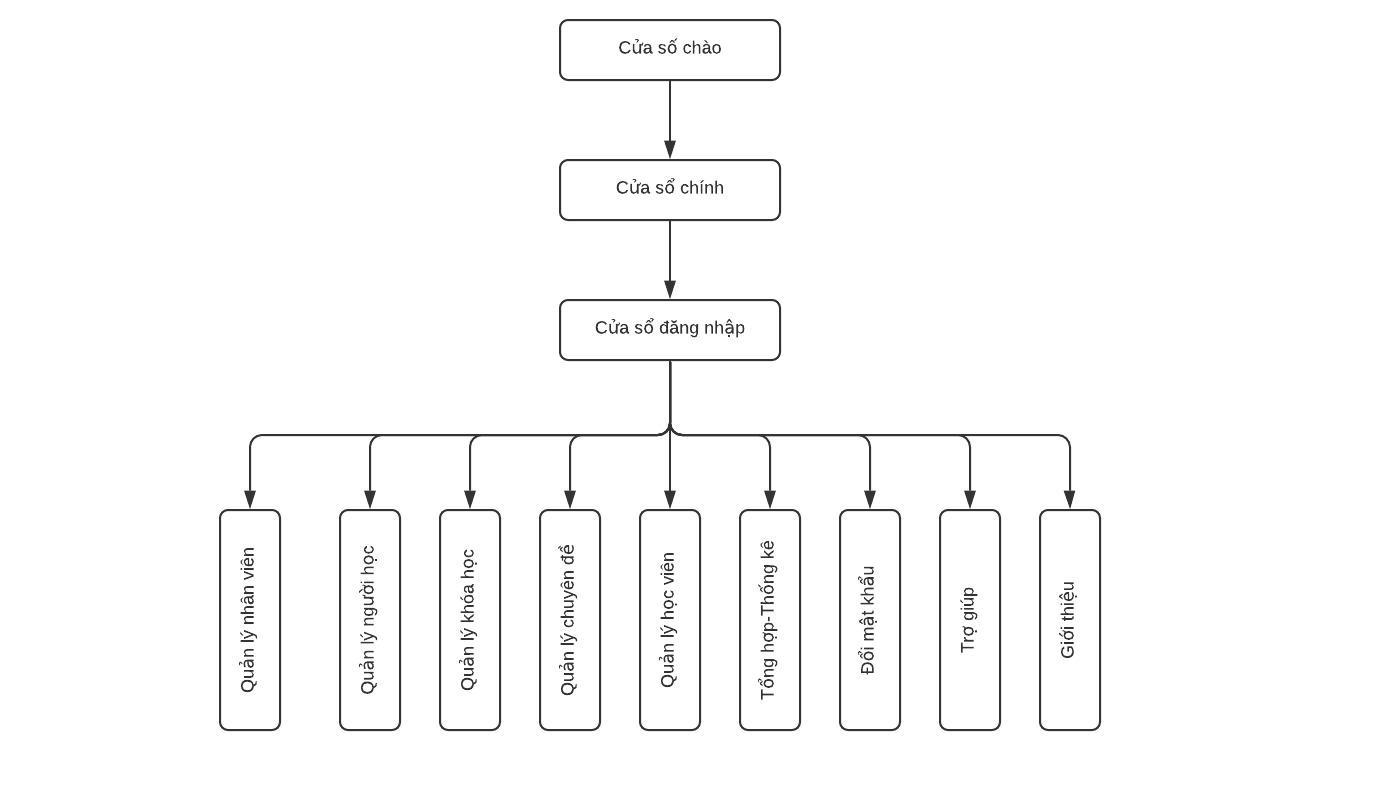 Cửa số chào
Cửa sổ chính
Cửa sổ đăng nhập
Quản lý nhân viên
Quản lý người học
Quản lý khóa học
Quản lý chuyên đề
Quản lý học viên
Tổng hợp-Thống kê
Đổi mật khẩu
Trợ giúp
Giới thiệu